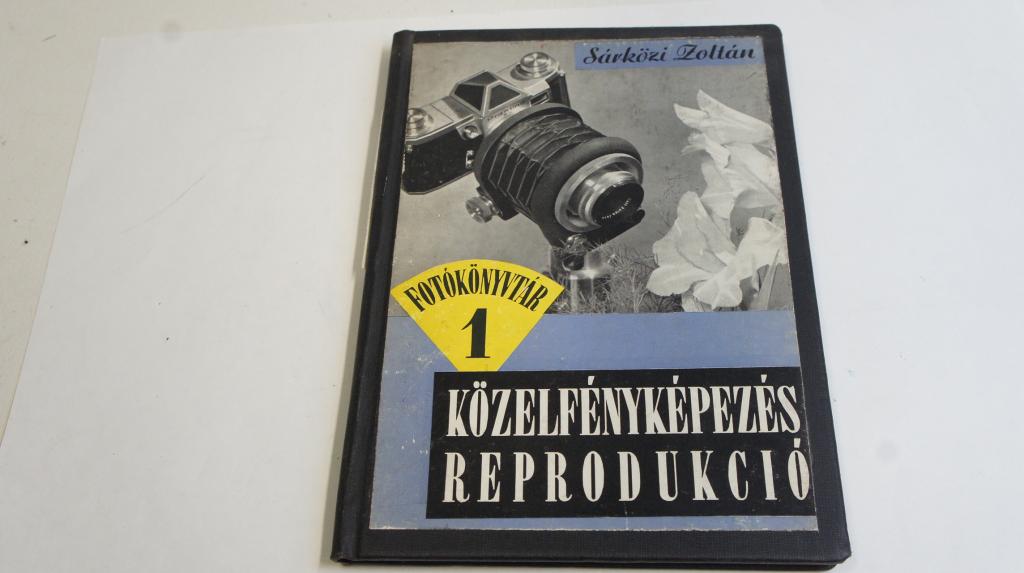 Sárközi Zoltán
FOTÓKÖNYVTÁR
1
KÖZELFÉNYKÉPEZÉS
REPRODUKCIÓ